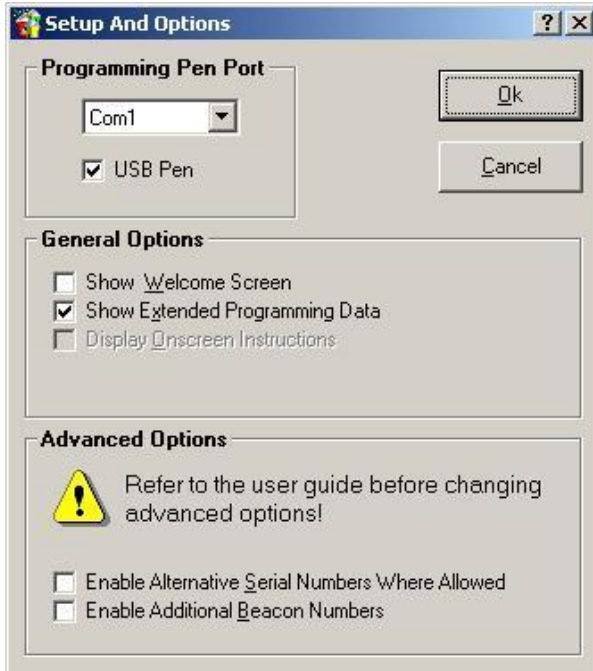 Setup And Options
Programming Pen Port
Com1
USB Pen
Ok
Cancel
General Options
Show Welcome Screen
Show Extended Programming Data
Display Onscreen Instructions
Advanced Options
Refer to the user guide before changing
advanced options!
Enable Alternative Serial Numbers Where Allowed
Enable Additional Beacon Numbers